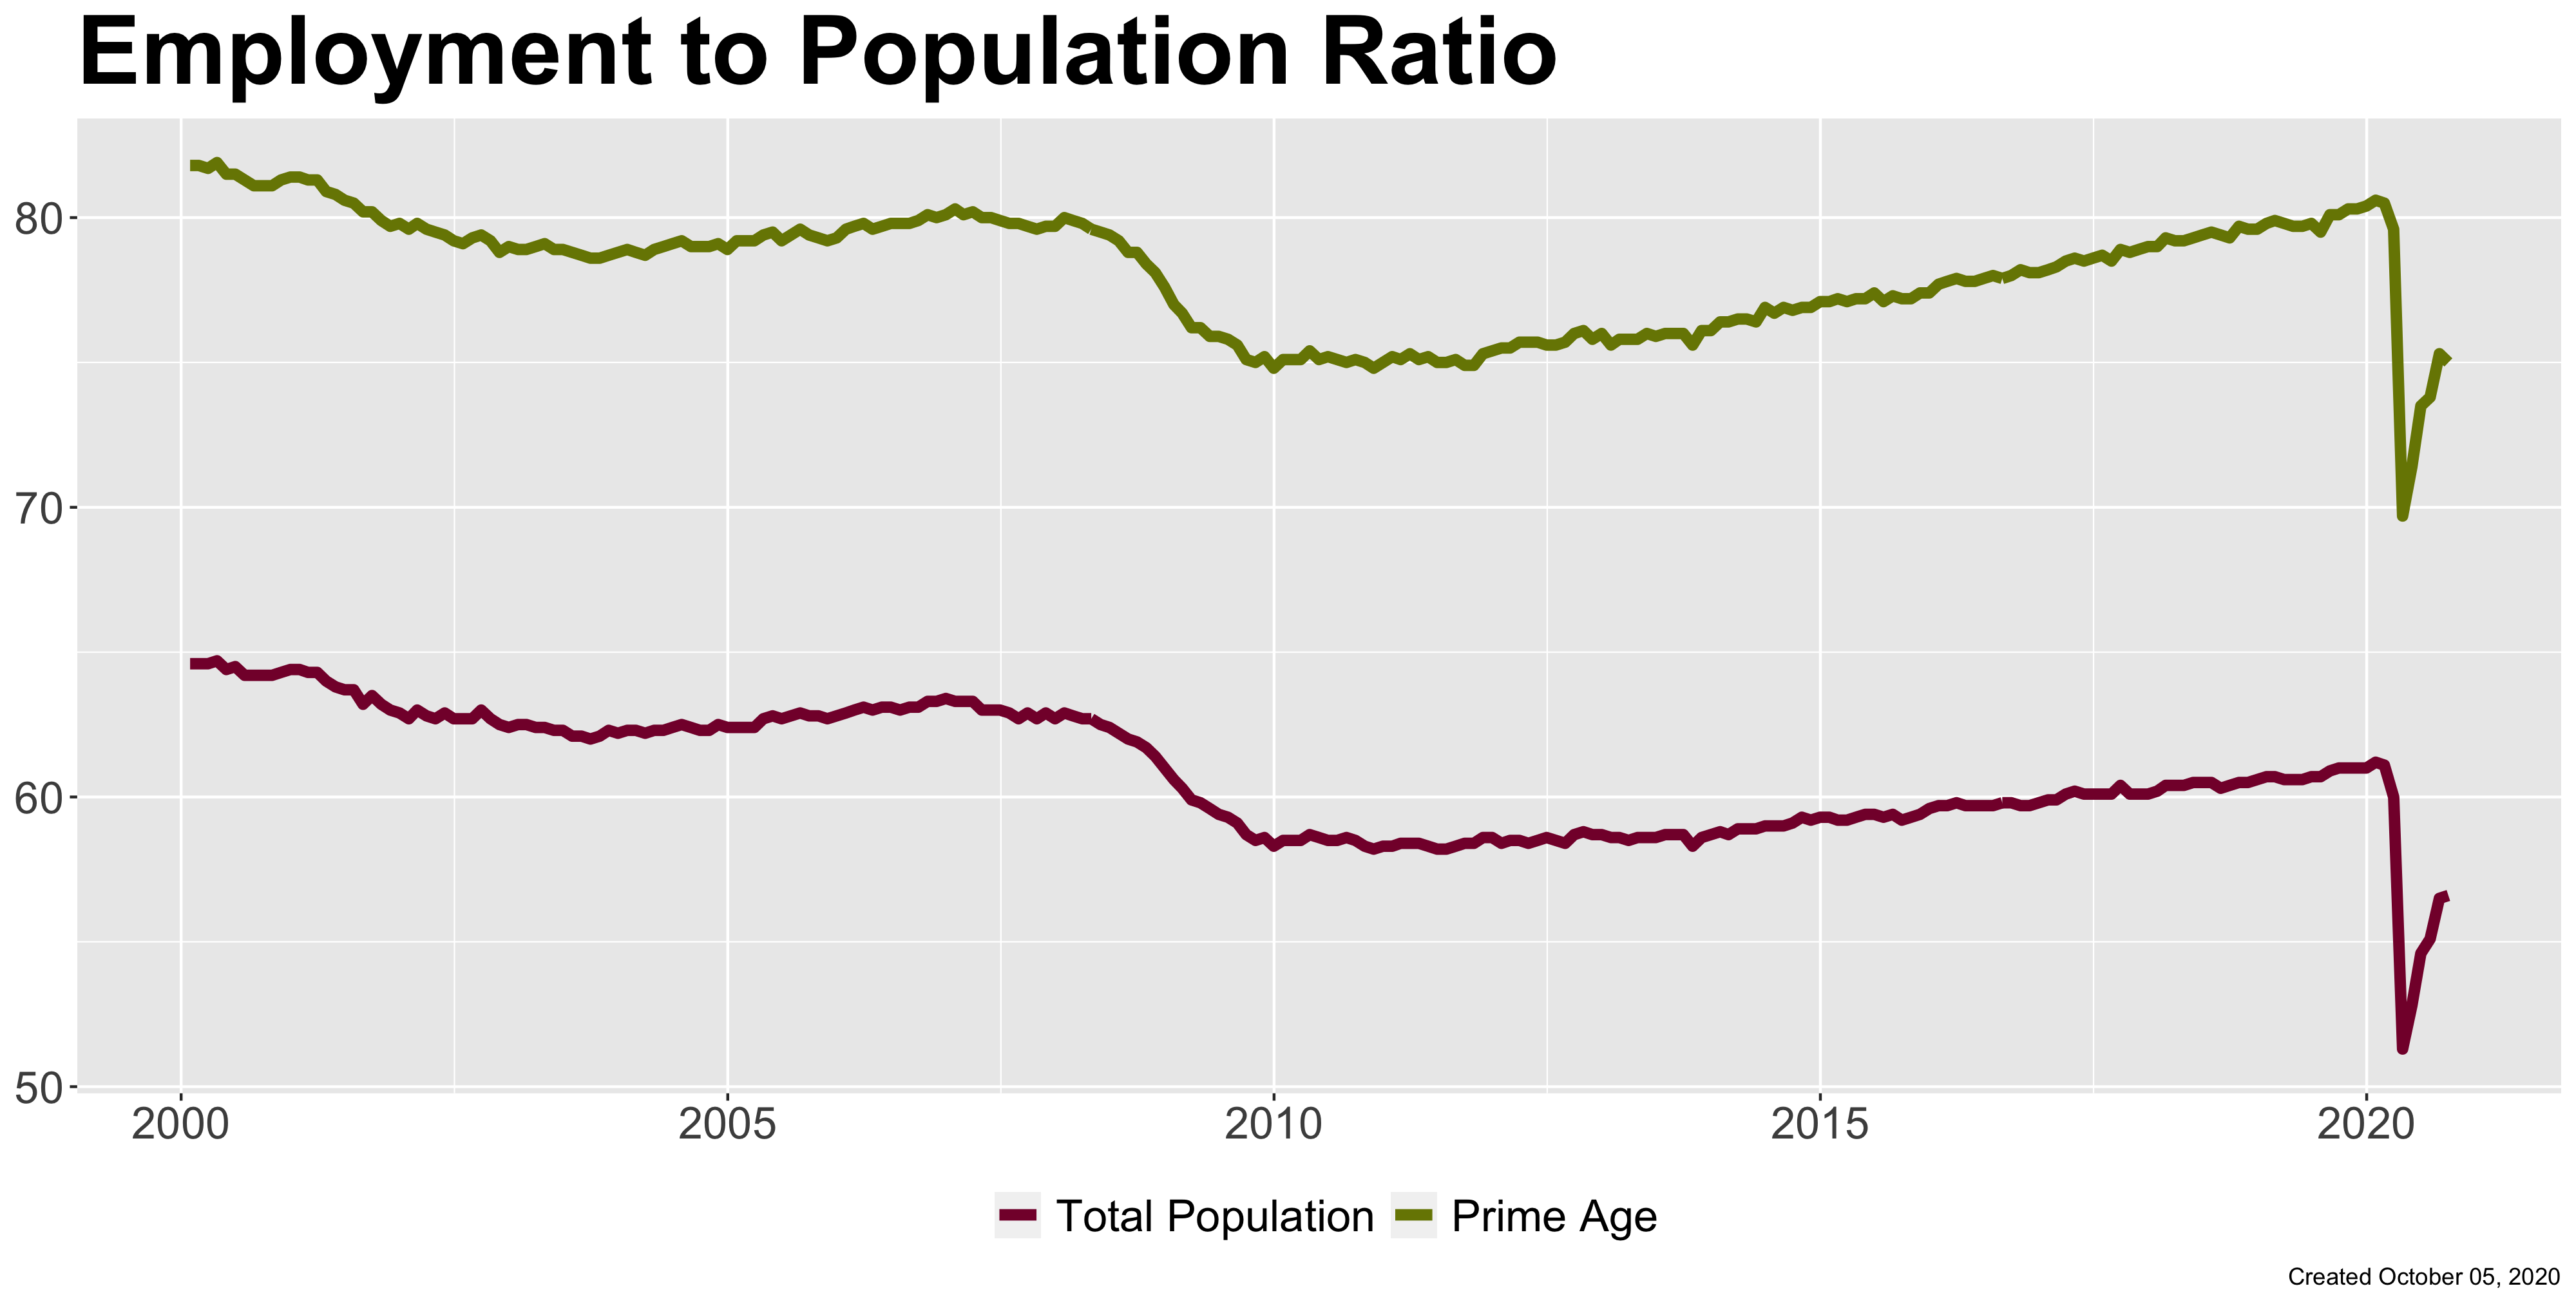 Employment to Population Ratio
80
70
60
50
2000 2005 2010 2015 2020
Total Population Prime Age
Created October 05, 2020